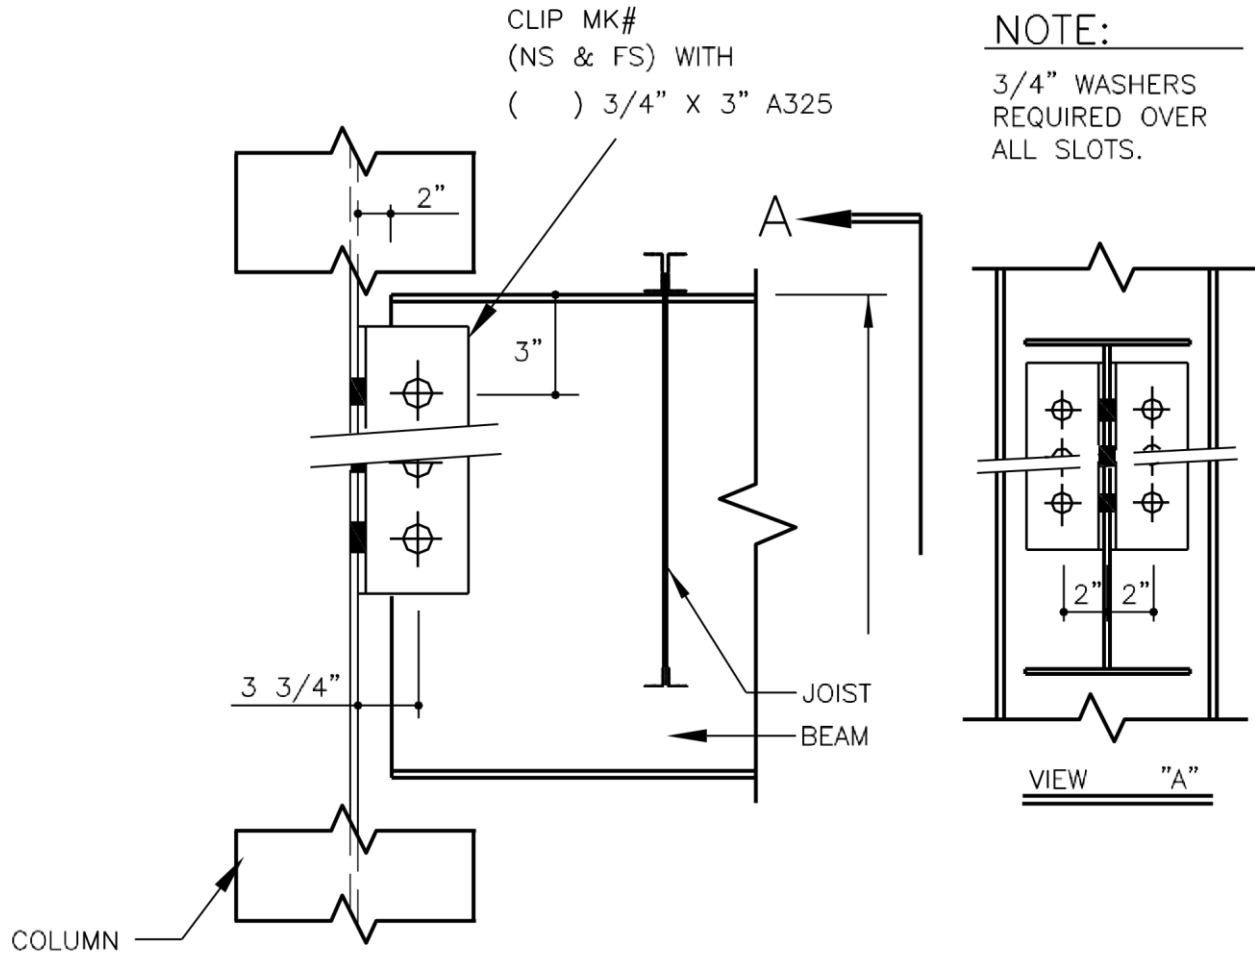 CLIP MK#
(NS & FS) WITH
(    ) 3/4" X 3" A325
NOTE:
3/4" WASHERS
REQUIRED OVER
ALL SLOTS.
2"
A
3"
2" 2"
3 3/4"
JOIST
BEAM
VIEW "A"
COLUMN